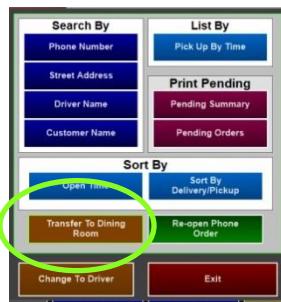 Search By
List By
Phone Number
Pick Up By Time
Street Address
Print Pending
Driver Name
Pending Summary
Customer Name
Pending Orders
Sort By
Open Time
Sort By
Delivery/Pickup
Transfer To Dining
Room
Re-open Phone
Order
Change To Driver
Exit